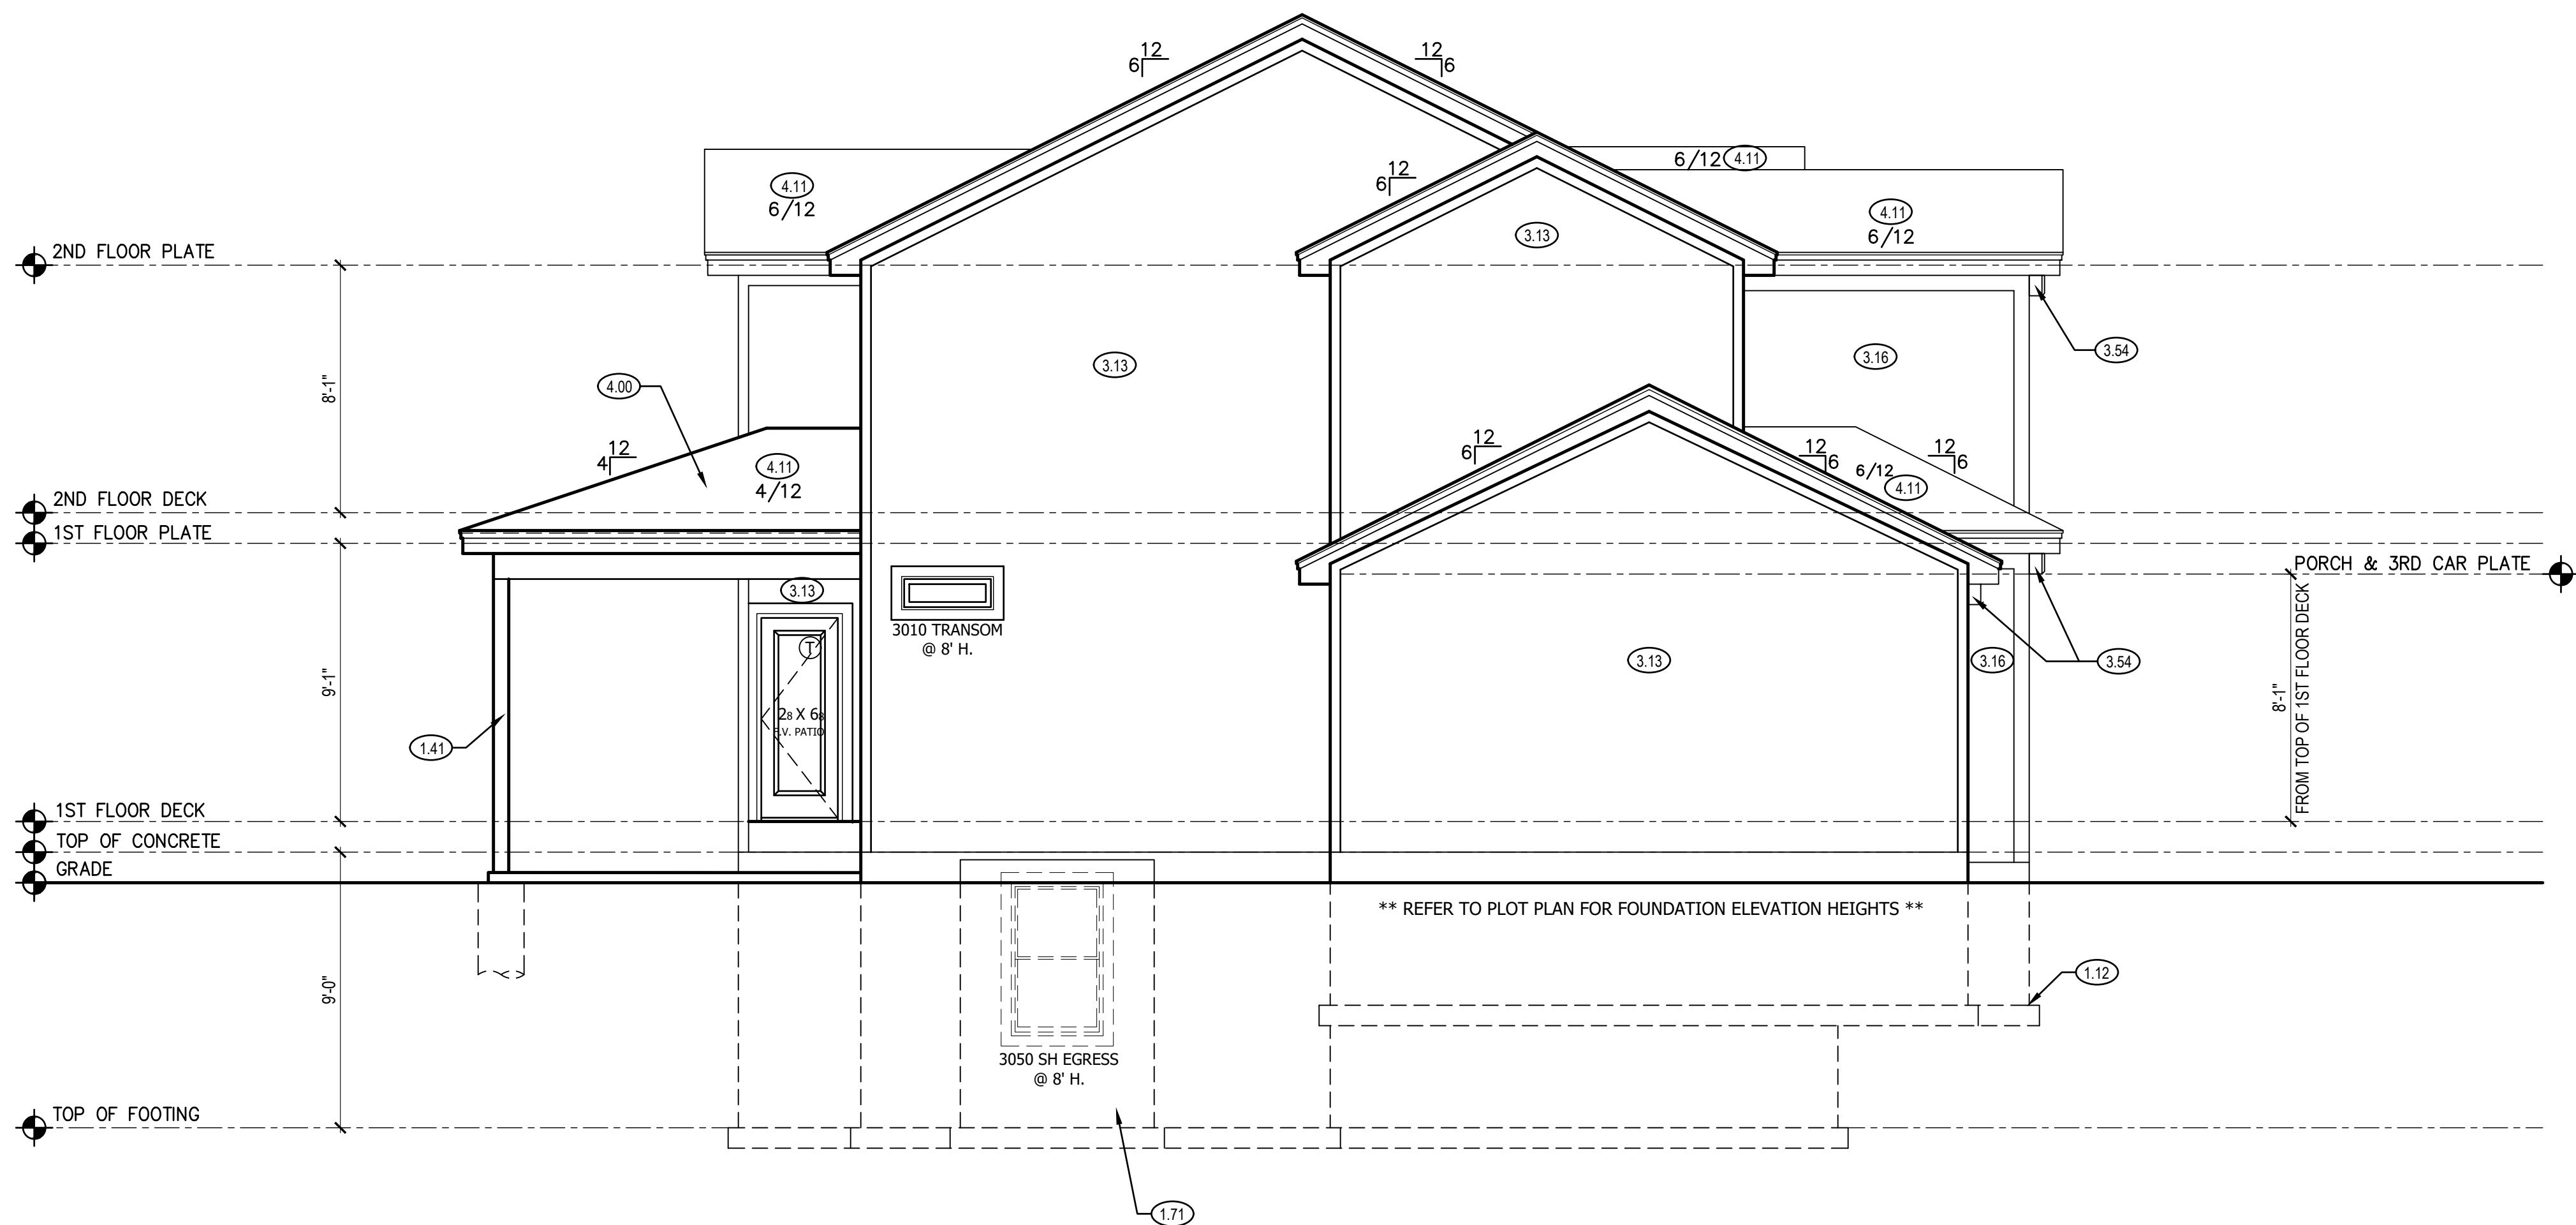 12
6
12
6
6/12
4.11
12
6
4.11
6/12
4.11
6/12
3.13
2ND FLOOR PLATE
3.54
3.16
3.13
8'-1"
4.00
12
4
4.11
4/12
12
6
12
6
6/12
4.11
12
6
2ND FLOOR DECK
1ST FLOOR PLATE
PORCH & 3RD CAR PLATE
3.13
3010 TRANSOM
@ 8' H.
T
3.13
3.16
3.54
9'-1"
8'-1"
FROM TOP OF 1ST FLOOR DECK
28 X 68
PATIO
1.41
1ST FLOOR DECK
TOP OF CONCRETE
GRADE
** REFER TO PLOT PLAN FOR FOUNDATION ELEVATION HEIGHTS **
9'-0"
1.12
3050 SH EGRESS
@ 8' H.
TOP OF FOOTING
1.71